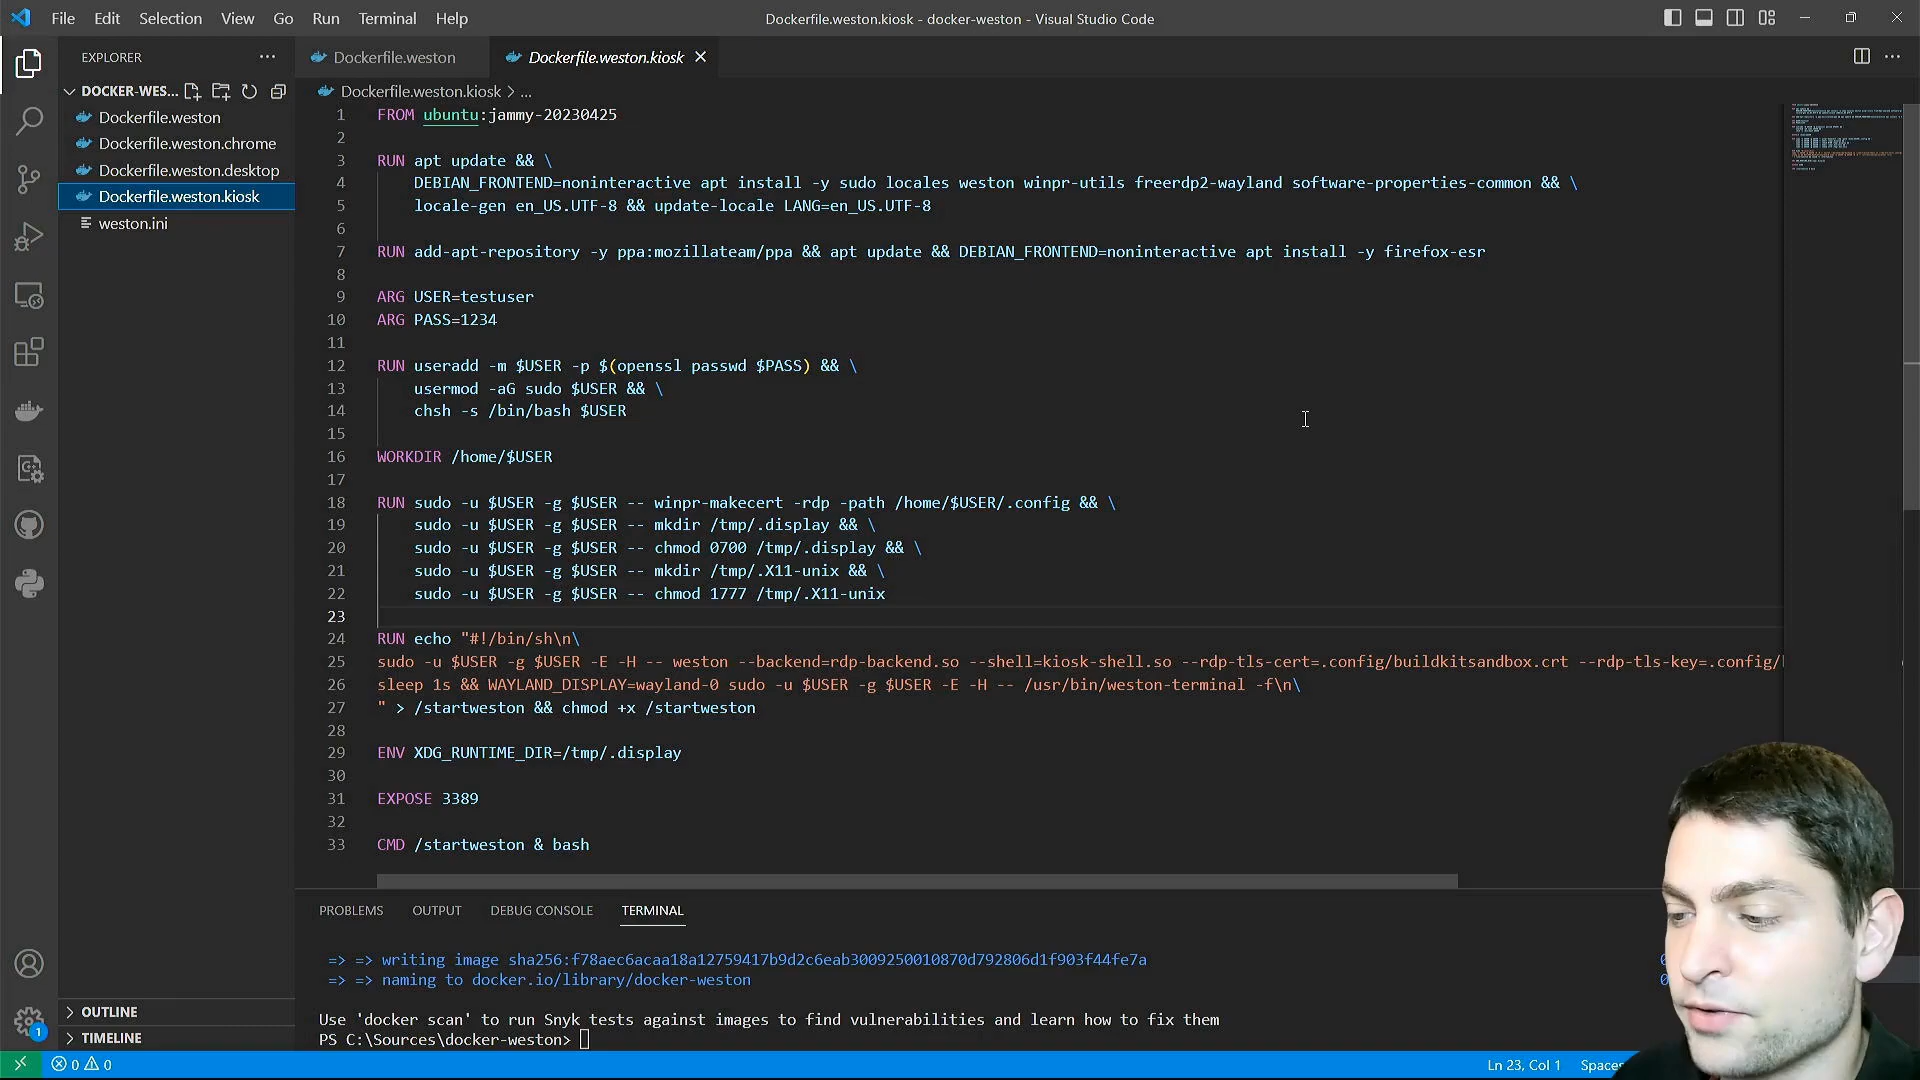 File Edit Selection View Go Run Terminal Help
Dockerfile.weston.kiosk - docker-weston - Visual Studio Code
EXPLORER
Dockerfile.weston
Dockerfile.weston.kiosk
DOCKER-WES...
Dockerfile.weston.kiosk > ...
Dockerfile.weston
Dockerfile.weston.chrome
Dockerfile.weston.desktop
Dockerfile.weston.kiosk
weston.ini
1 FROM ubuntu:jammy-20230425
2
3 RUN apt update && \
4 DEBIAN_FRONTEND=noninteractive apt install -y sudo locales weston winpr-utils freerdp2-wayland software-properties-common && \
5 locale-gen en_US.UTF-8 && update-locale LANG=en_US.UTF-8
6
7 RUN add-apt-repository -y ppa:mozillateam/ppa && apt update && DEBIAN_FRONTEND=noninteractive apt install -y firefox-esr
8
9 ARG USER=testuser
10 ARG PASS=1234
11
12 RUN useradd -m $USER -p $(openssl passwd $PASS) && \
13 usermod -aG sudo $USER && \
14 chsh -s /bin/bash $USER
15
16 WORKDIR /home/$USER
17
18 RUN sudo -u $USER -g $USER -- winpr-makecert -rdp -path /home/$USER/.config && \
19 sudo -u $USER -g $USER -- mkdir /tmp/.display && \
20 sudo -u $USER -g $USER -- chmod 0700 /tmp/.display && \
21 sudo -u $USER -g $USER -- mkdir /tmp/.X11-unix && \
22 sudo -u $USER -g $USER -- chmod 1777 /tmp/.X11-unix
23
24 RUN echo "#!/bin/sh\n\
25 sudo -u $USER -g $USER -E -H -- weston --backend=rdp-backend.so --shell=kiosk-shell.so --rdp-tls-cert=.config/buildkitsandbox.crt --rdp-tls-key=.config/
26 sleep 1s && WAYLAND_DISPLAY=wayland-0 sudo -u $USER -g $USER -E -H -- /usr/bin/weston-terminal -f\n\
27 " > /startweston && chmod +x /startweston
28
29 ENV XDG_RUNTIME_DIR=/tmp/.display
30
31 EXPOSE 3389
32
33 CMD /startweston & bash
PROBLEMS OUTPUT DEBUG CONSOLE TERMINAL
=> => writing image sha256:f78aec6acaa18a12759417b9d2c6eab3009250010870d792806d1f903f44fe7a
=> => naming to docker.io/library/docker-weston
Use 'docker scan' to run Snyk tests against images to find vulnerabilities and learn how to fix them
PS C:\Sources\docker-weston>
OUTLINE
TIMELINE
1
0 0
Ln 23, Col 1
Spaces